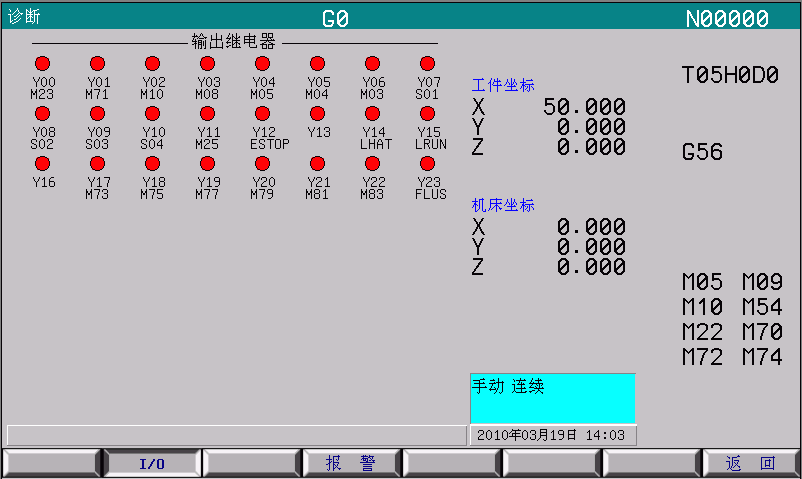 诊断 G0 N00000
输出继电器
Y00 Y01 Y02 Y03 Y04 Y05 Y06 Y07
M23 M71 M10 M08 M05 M04 M03 S01
Y08 Y09 Y10 Y11 Y12 Y13 Y14 Y15
S02 S03 S04 M25 ESTOP LHAT LRUN
Y16 Y17 Y18 Y19 Y20 Y21 Y22 Y23
M73 M75 M77 M79 M81 M83 FLUS
工件坐标
X 50.000
Y 0.000
Z 0.000
机床坐标
X 0.000
Y 0.000
Z 0.000
T05H0D0
G56
M05 M09
M10 M54
M22 M70
M72 M74
手动 连续
2010年03月19日 14:03
I/O 报 警 返 回